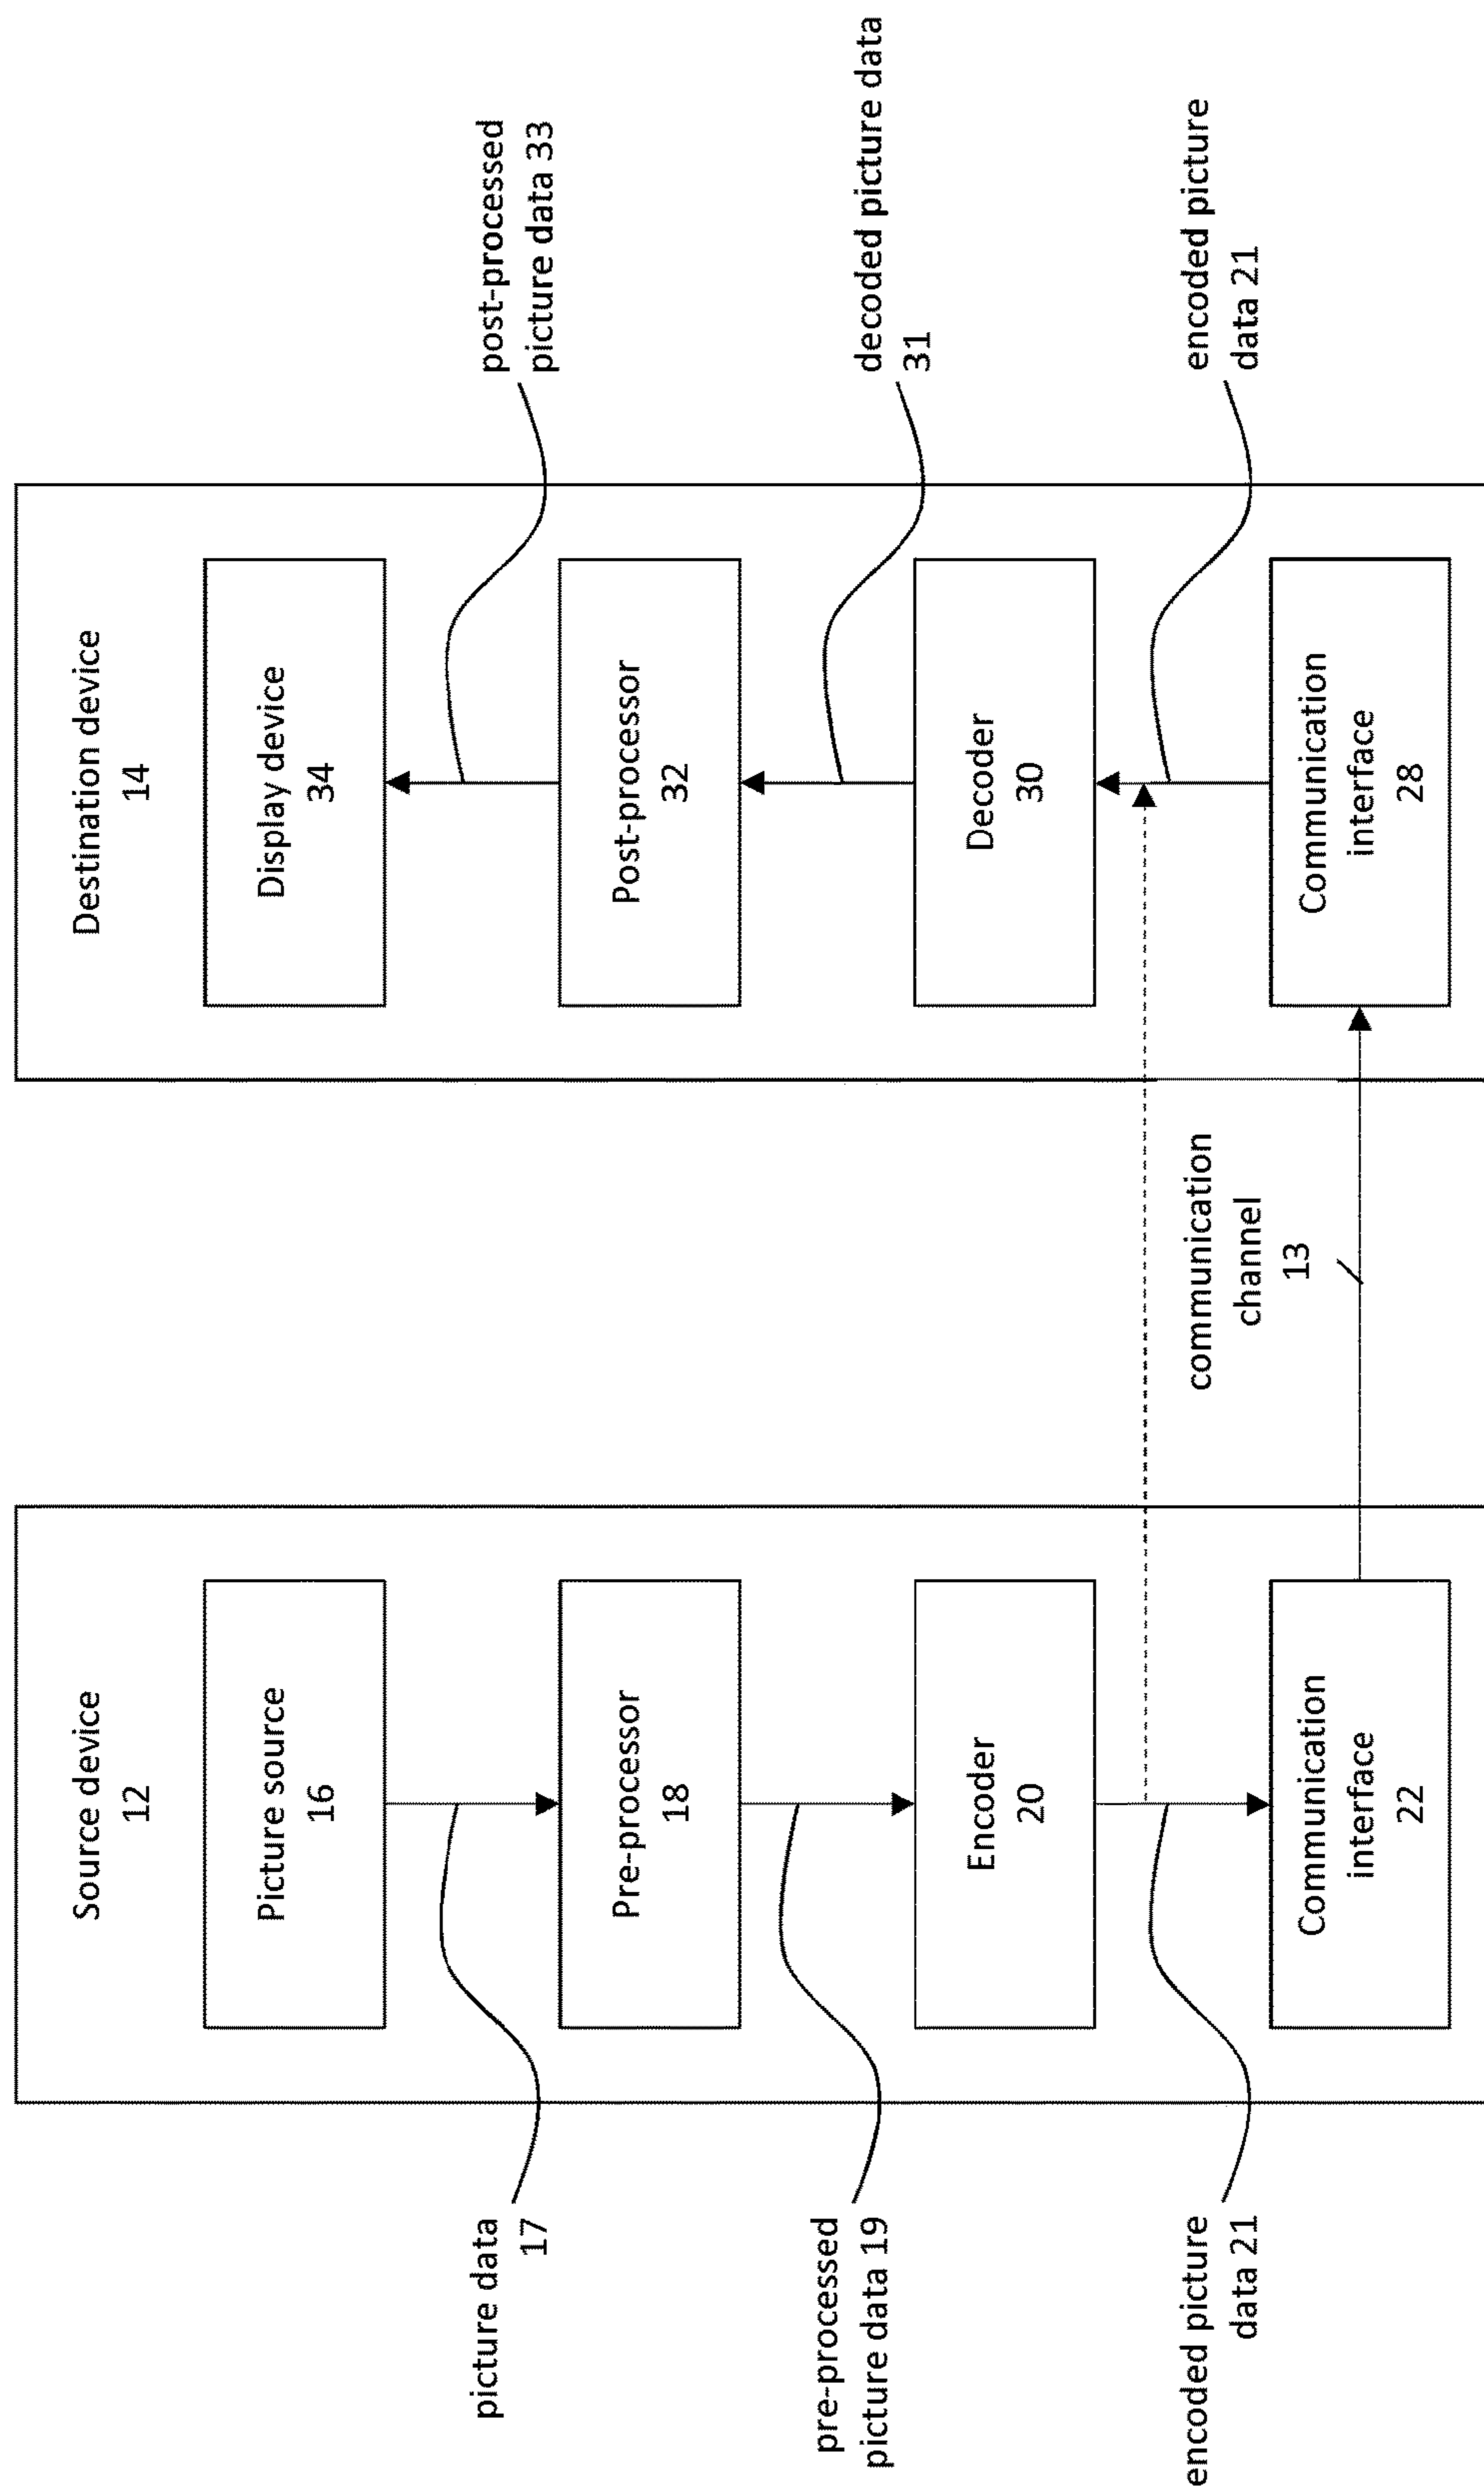 Source device
12
Picture source
16
picture data
17
Pre-processor
18
pre-processed
picture data 19
Encoder
20
encoded picture
data 21
Communication
interface
22
communication
channel
13
Destination device
14
Display device
34
post-processed
picture data 33
Post-processor
32
decoded picture data
31
Decoder
30
encoded picture
data 21
Communication
interface
28